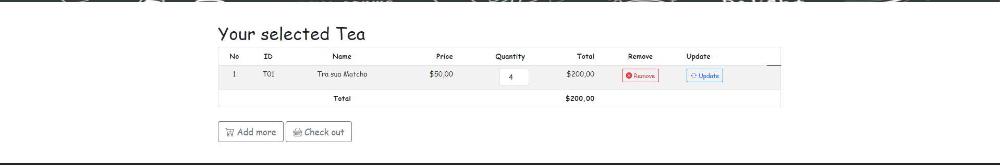 Your selected Tea
No ID Name Price Quantity Total Remove Update
1 T01 Tra sua Matcha $50,00 4 $200,00 Remove Update
Total $200,00
Add more Check out